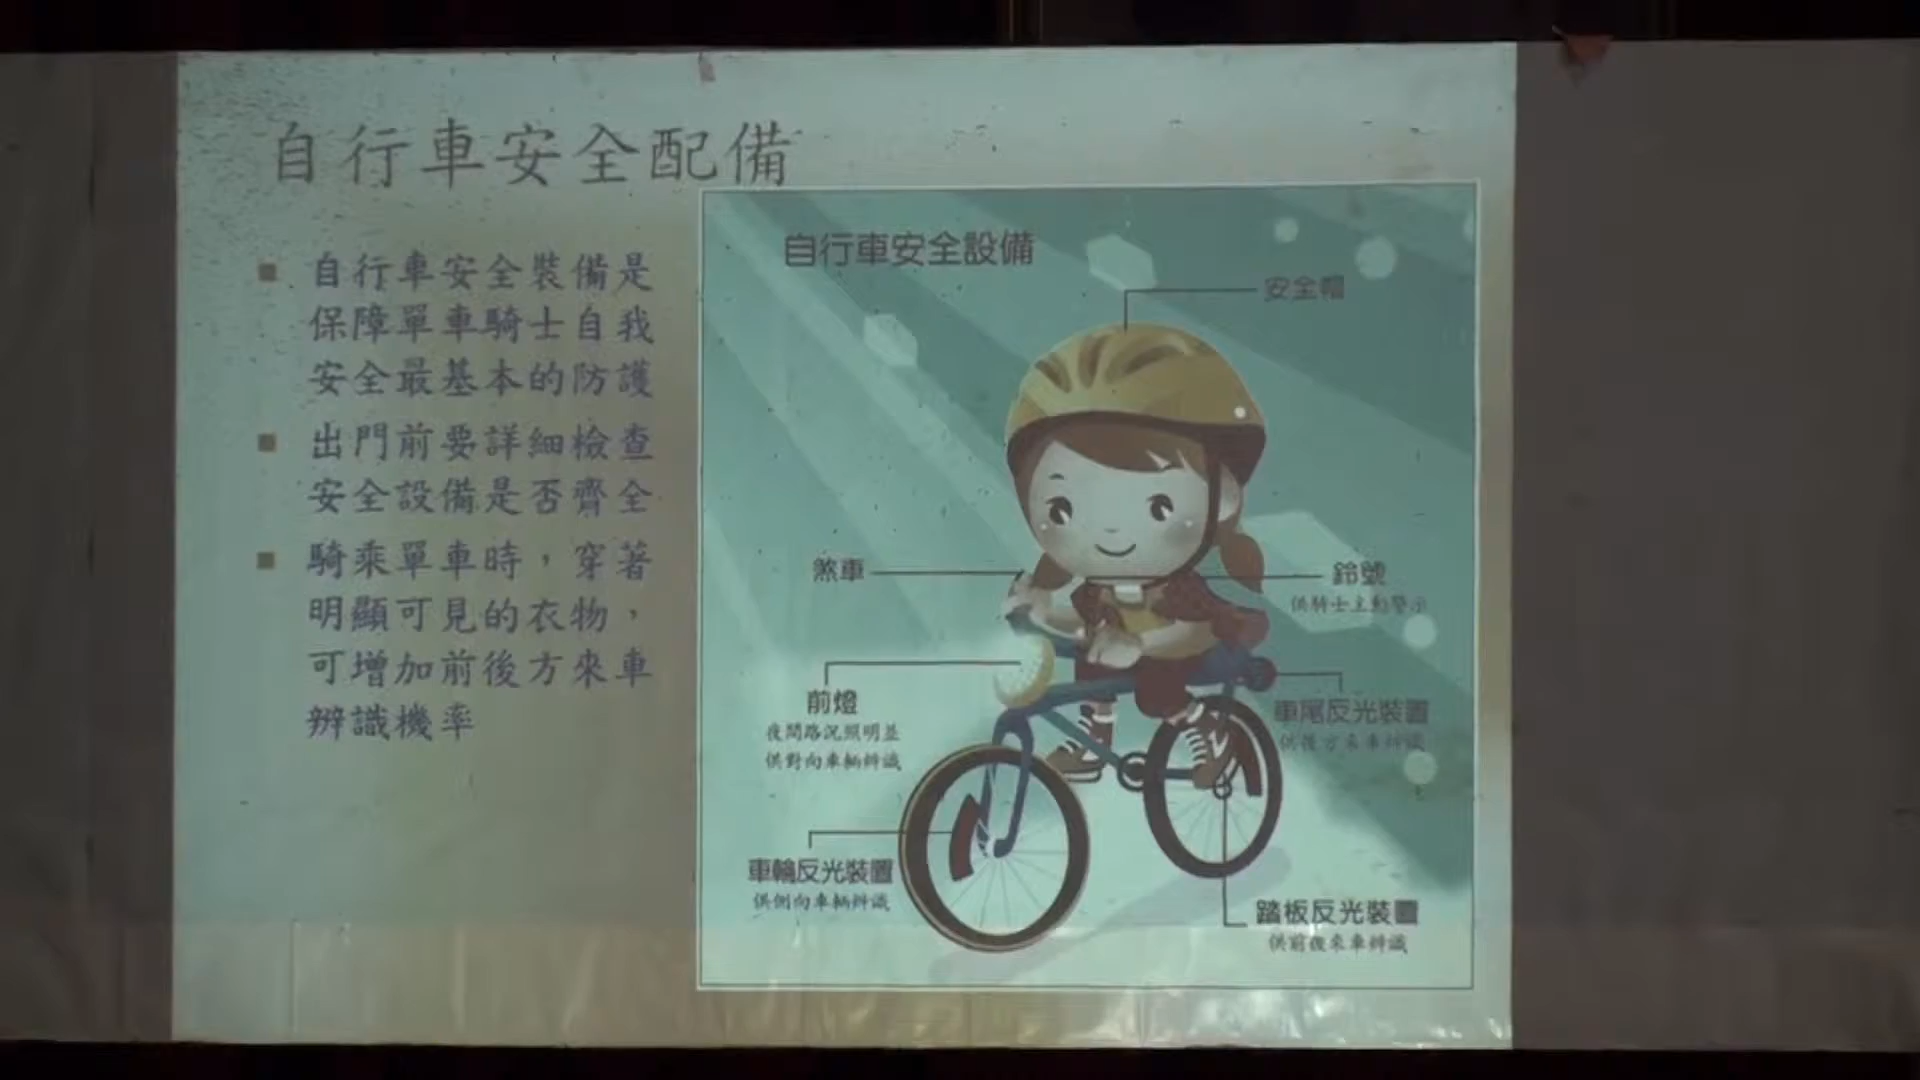 自行車安全配備
自行車安全裝備是
保障單車騎士自我
安全最基本的防護
出門前要詳細檢查
安全設備是否齊全
騎乘單車時，穿著
明顯可見的衣物，
可增加前後方來車
辨識機率
自行車安全設備
安全帽
煞車
鈴號
供騎士主動警示
前燈
夜間路況照明並
供對向車輛辨識
車尾反光裝置
供後方來車辨識
車輪反光裝置
供側向車輛辨識
踏板反光裝置
供前後來車辨識